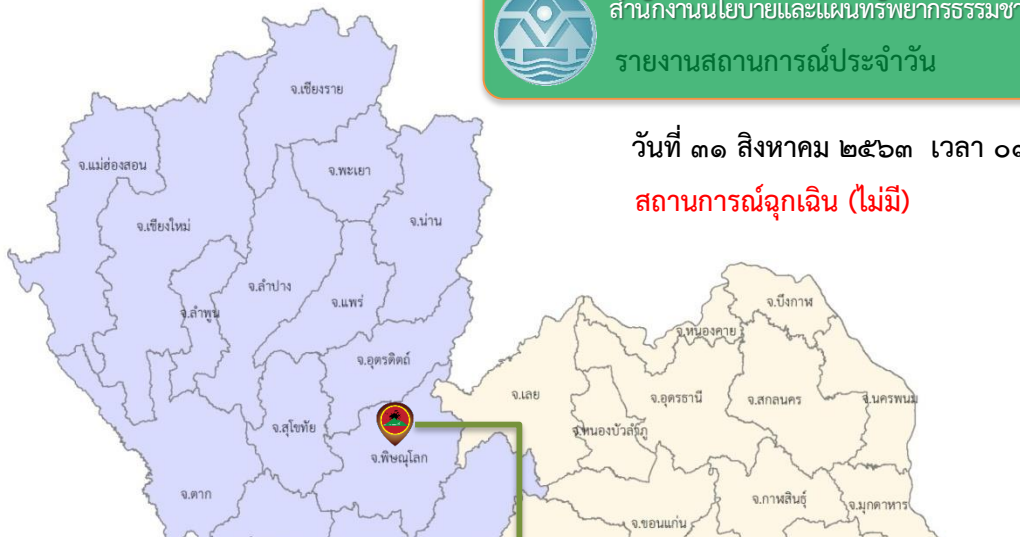 สำนักงานนโยบายและแผนทรัพยากรธรรมชา
รายงานสถานการณ์ประจำวัน
วันที่ ๓๑ สิงหาคม ๒๕๖๓ เวลา
สถานการณ์ฉุกเฉิน (ไม่มี)
จ.เชียงราย
จ.แม่ฮ่องสอน
จ.พะเยา
จ.น่าน
จ.เชียงใหม่
จ.ลำปาง
จ.แพร่
จ.ลำพูน
จ.บึงกาฬ
จ.หนองคาย
จ.อุตรดิตถ์
จ.เลย
จ.อุดรธานี
จ.สกลนคร
จ.นครพนม
จ.สุโขทัย
จ.หนองบัวลำภู
จ.พิษณุโลก
จ.ตาก
จ.กาฬสินธุ์
จ.มุกดาหาร
จ.ขอนแก่น